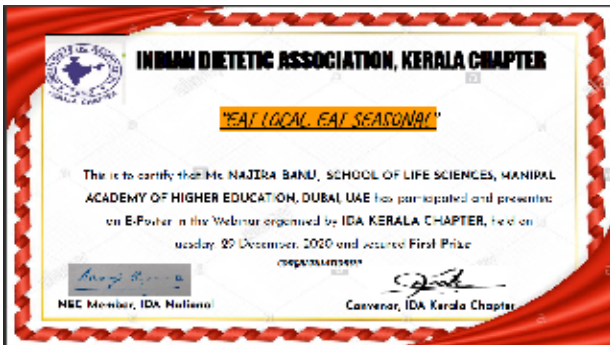 INDIAN DIETETIC ASSOCIATION, KERALA CHAPTER
"EAT LOCAL, EAT SEASONAL"
This is to certify that Ms. NAJIRA BANU, SCHOOL OF LIFE SCIENCES, MANIPAL
ACADEMY OF HIGHER EDUCATION, DUBAI, UAE has participated and presented
an E-Poster in the Webinar organised by IDA KERALA CHAPTER, held on
uesday, 29 December, 2020 and secured First Prize
NEC Member, IDA National
Convenor, IDA Kerala Chapter